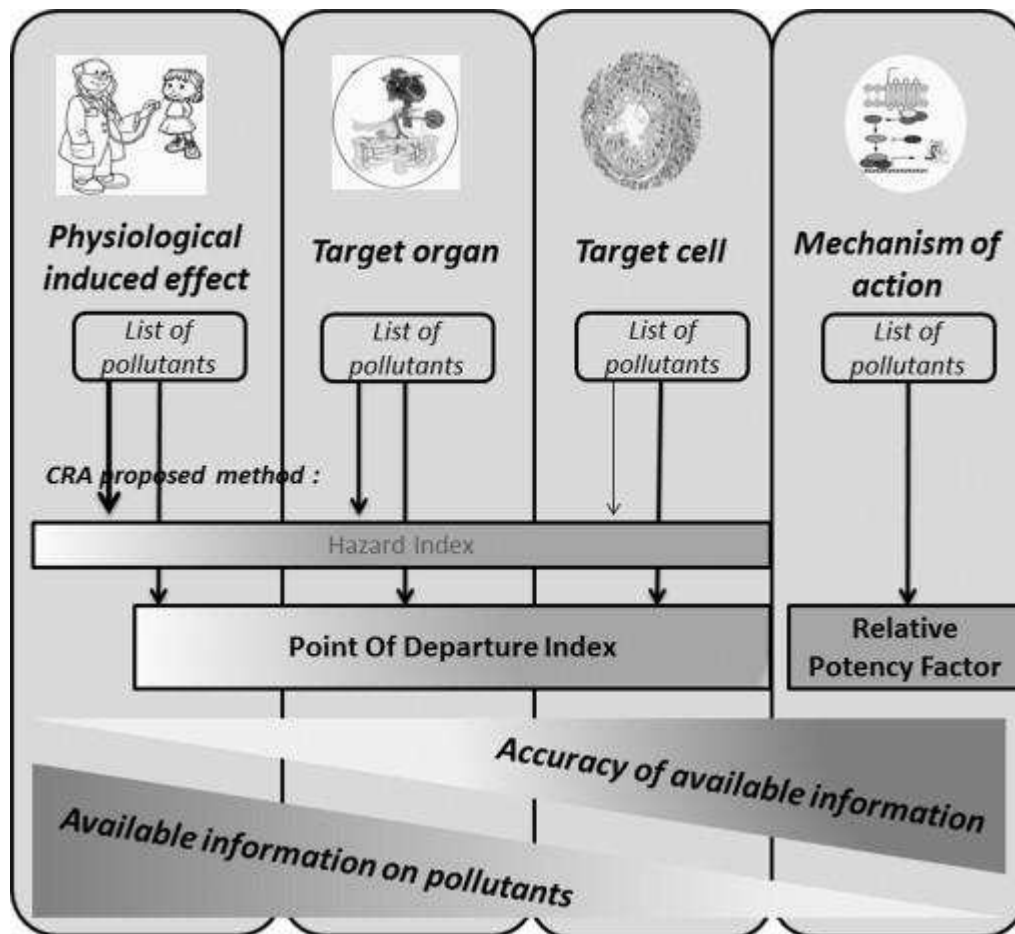 Physiological
induced effect
Target organ
Target cell
Mechanism of
action
List of
pollutants
List of
pollutants
List of
pollutants
List of
pollutants
CRA proposed method :
Hazard Index
Point Of Departure Index
Relative
Potency Factor
Accuracy of available information
Available information on pollutants